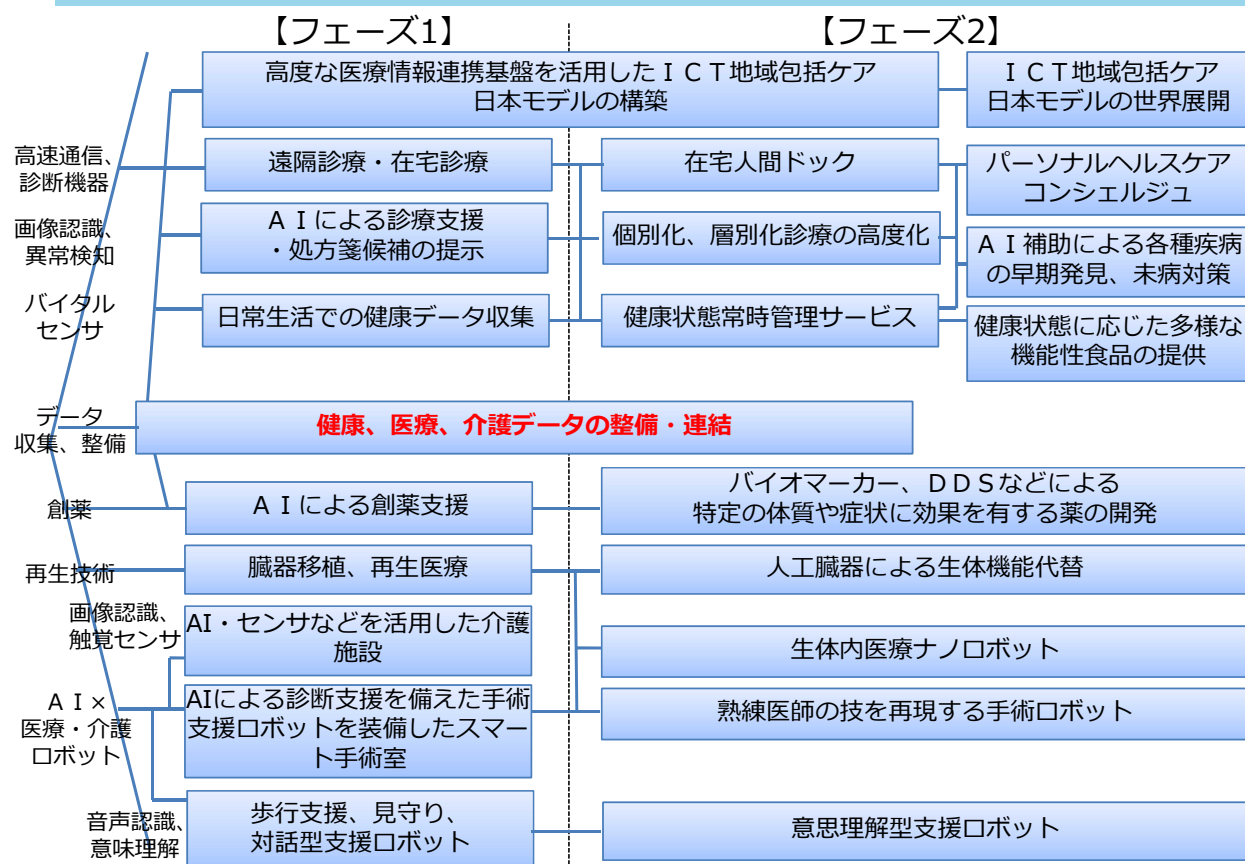 【フェーズ1】
【フェーズ2】
高度な医療情報連携基盤を活用したＩＣＴ地域包括ケア
日本モデルの構築
ＩＣＴ地域包括ケア
日本モデルの世界展開
高速通信、
診断機器
遠隔診療・在宅診療
在宅人間ドック
パーソナルヘルスケア
コンシェルジュ
画像認識、
異常検知
ＡＩによる診療支援
・処方箋候補の提示
個別化、層別化診療の高度化
ＡＩ補助による各種疾病
の早期発見、未病対策
バイタル
センサ
日常生活での健康データ収集
健康状態常時管理サービス
健康状態に応じた多様な
機能性食品の提供
データ
収集、整備
健康、医療、介護データの整備・連結
創薬
ＡＩによる創薬支援
バイオマーカー、ＤＤＳなどによる
特定の体質や症状に効果を有する薬の開発
再生技術
臓器移植、再生医療
人工臓器による生体機能代替
画像認識、
触覚センサ
AI・センサなどを活用した介護
施設
生体内医療ナノロボット
ＡＩ×
医療・介護
ロボット
AIによる診断支援を備えた手術
支援ロボットを装備したスマー
ト手術室
熟練医師の技を再現する手術ロボット
音声認識、
意味理解
歩行支援、見守り、
対話型支援ロボット
意思理解型支援ロボット